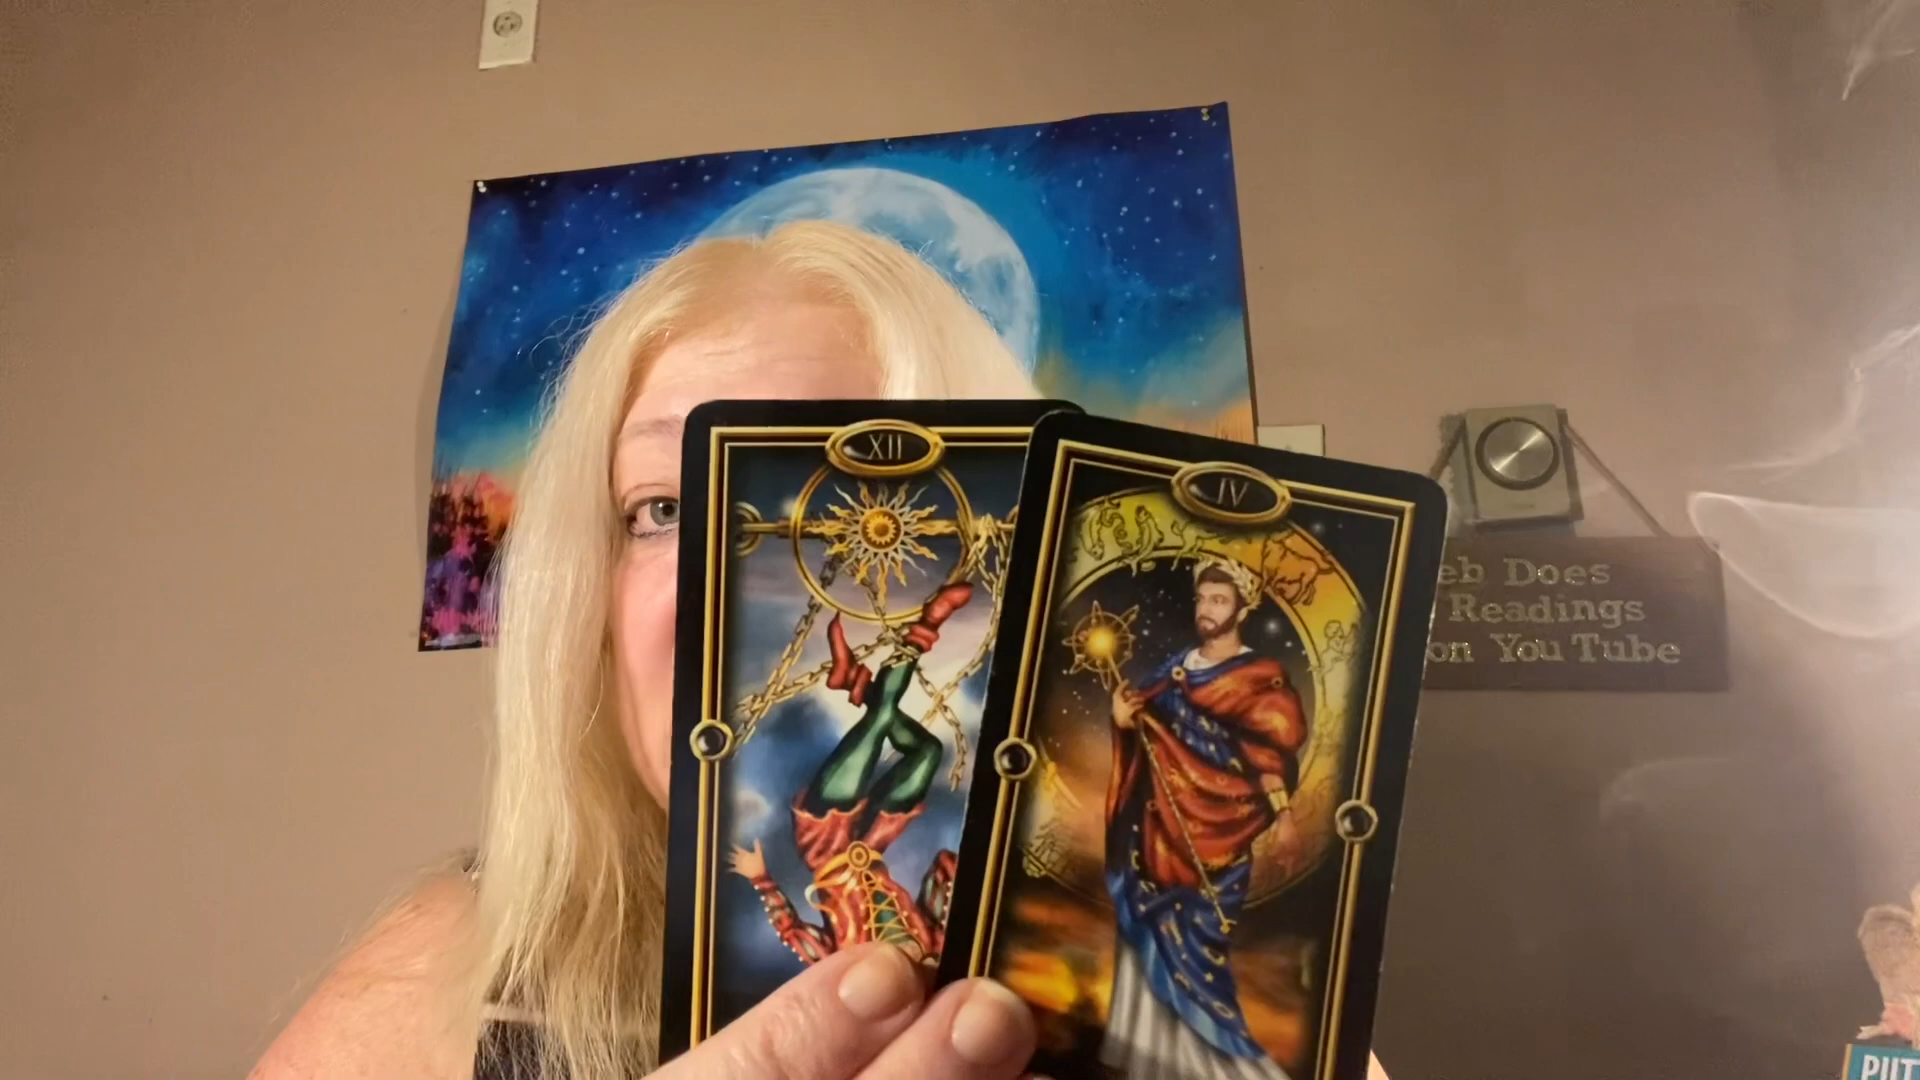 XII
IV
eb Does
Readings
on You Tube
PUT